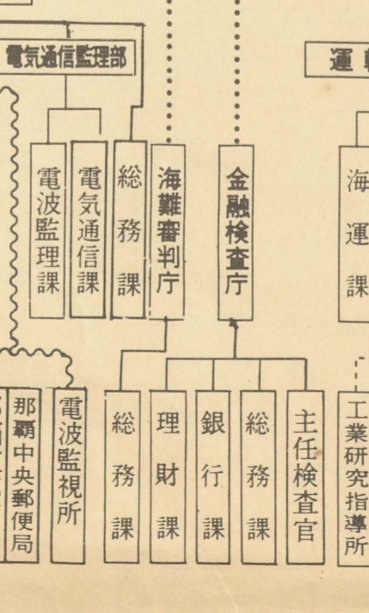 電気通信監理部
運
電波監理課
電気通信課
総務課
海難審判庁
金融検査庁
海運課
那覇中央郵便局
電波監視所
総務課
理財課
銀行課
総務課
主任検査官
工業研究指導所